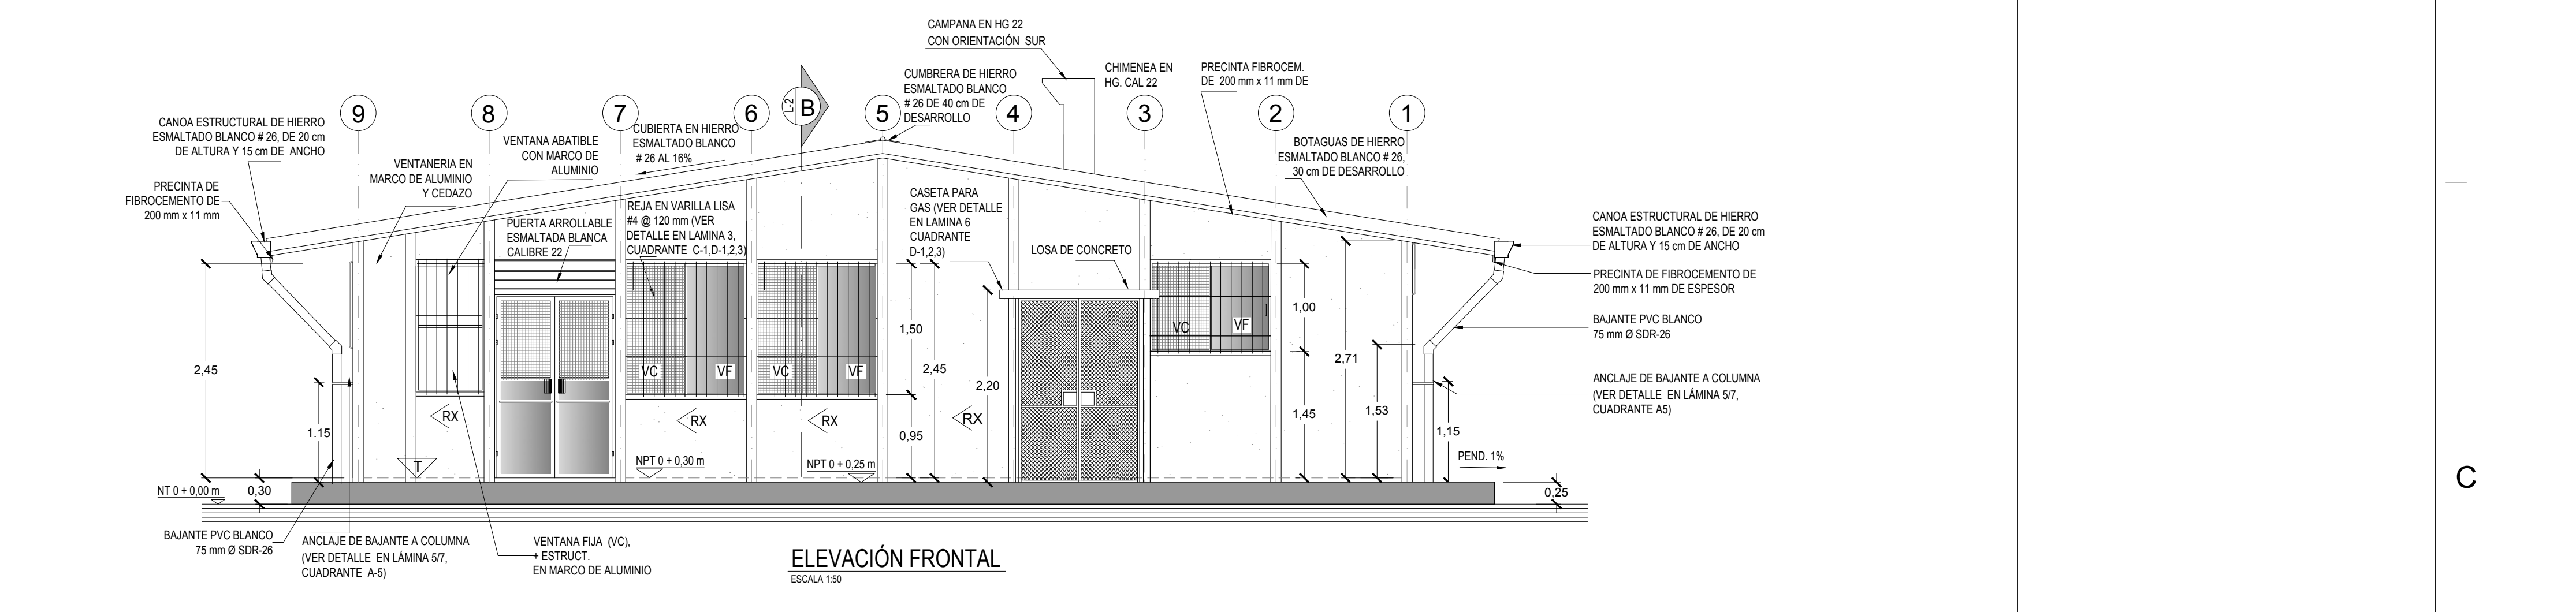 CAMPANA EN HG 22
CON ORIENTACIÓN SUR
CHIMENEA EN
HG. CAL 22
PRECINTA FIBROCEM.
DE 200 mm x 11 mm DE
CUMBRERA DE HIERRO
ESMALTADO BLANCO
# 26 DE 40 cm DE
DESARROLLO
9
8
7
6
L-2
B
5
4
3
2
1
CANOA ESTRUCTURAL DE HIERRO
ESMALTADO BLANCO # 26, DE 20 cm
DE ALTURA Y 15 cm DE ANCHO
VENTANERIA EN
MARCO DE ALUMINIO
Y CEDAZO
VENTANA ABATIBLE
CON MARCO DE
ALUMINIO
CUBIERTA EN HIERRO
ESMALTADO BLANCO
# 26 AL 16%
BOTAGUAS DE HIERRO
ESMALTADO BLANCO # 26,
30 cm DE DESARROLLO
PRECINTA DE
FIBROCEMENTO DE
200 mm x 11 mm
PUERTA ARROLLABLE
ESMALTADA BLANCA
CALIBRE 22
REJA EN VARILLA LISA
#4 @ 120 mm (VER
DETALLE EN LAMINA 3,
CUADRANTE C-1,D-1,2,3)
CASETA PARA
GAS (VER DETALLE
EN LAMINA 6
CUADRANTE
D-1,2,3)
LOSA DE CONCRETO
CANOA ESTRUCTURAL DE HIERRO
ESMALTADO BLANCO # 26, DE 20 cm
DE ALTURA Y 15 cm DE ANCHO
PRECINTA DE FIBROCEMENTO DE
200 mm x 11 mm DE ESPESOR
BAJANTE PVC BLANCO
75 mm Ø SDR-26
ANCLAJE DE BAJANTE A COLUMNA
(VER DETALLE EN LÁMINA 5/7,
CUADRANTE A5)
2,45
1.15
0,30
NT 0 + 0,00 m
VC
VF
VC
VF
VC
VF
RX
RX
RX
RX
T
NPT 0 + 0,30 m
NPT 0 + 0,25 m
1,50
0,95
2,45
2,20
1,00
1,45
2,71
1,53
1,15
PEND. 1%
0,25
C
BAJANTE PVC BLANCO
75 mm Ø SDR-26
ANCLAJE DE BAJANTE A COLUMNA
(VER DETALLE EN LÁMINA 5/7,
CUADRANTE A-5)
VENTANA FIJA (VC),
+ ESTRUCT.
EN MARCO DE ALUMINIO
ELEVACIÓN FRONTAL
ESCALA 1:50